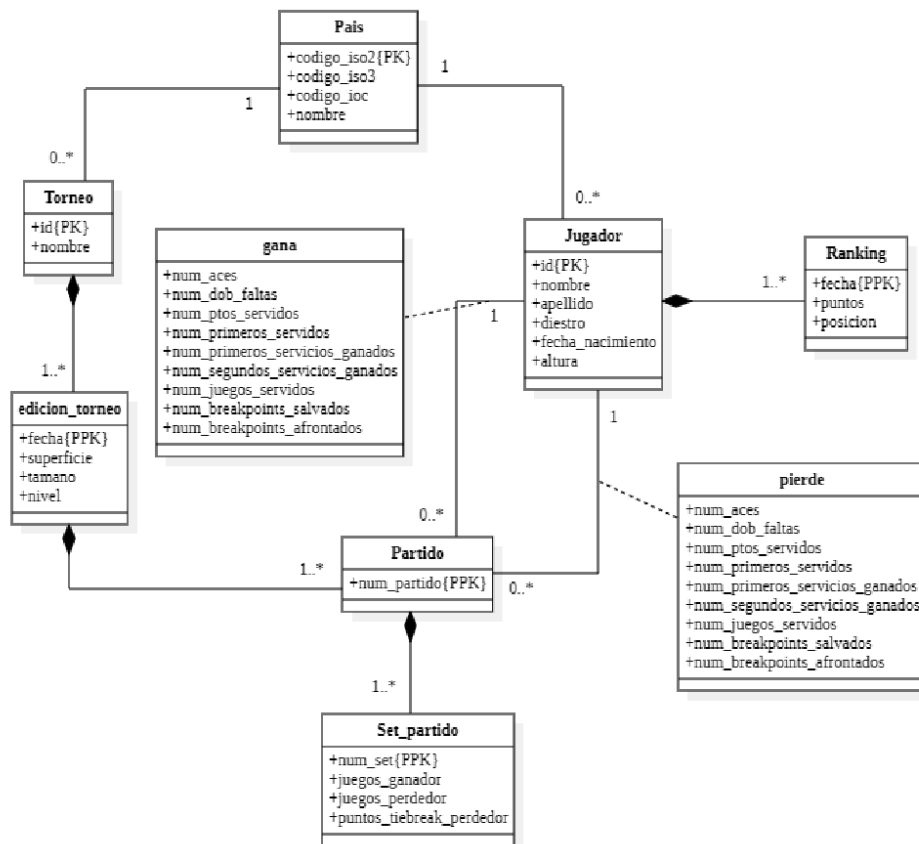 Pais
+codigo_iso2{PK}
+codigo_iso3
+codigo_ioc
+nombre
1
1
0..*
0..*
Torneo
+id{PK}
+nombre
gana
+num_aces
+num_dob_faltas
+num_ptos_servidos
+num_primeros_servidos
+num_primeros_servicios_ganados
+num_segundos_servicios_ganados
+num_juegos_servidos
+num_breakpoints_salvados
+num_breakpoints_afrontados
Jugador
+id{PK}
+nombre
+apellido
+diestro
+fecha_nacimiento
+altura
1
1..*
Ranking
+fecha{PPK}
+puntos
+posicion
1..*
edicion_torneo
+fecha{PPK}
+superficie
+tamano
+nivel
1
pierde
+num_aces
+num_dob_faltas
+num_ptos_servidos
+num_primeros_servidos
+num_primeros_servicios_ganados
+num_segundos_servicios_ganados
+num_juegos_servidos
+num_breakpoints_salvados
+num_breakpoints_afrontados
0..*
1..*
Partido
+num_partido{PPK}
0..*
1..*
Set_partido
+num_set{PPK}
+juegos_ganador
+juegos_perdedor
+puntos_tiebreak_perdedor